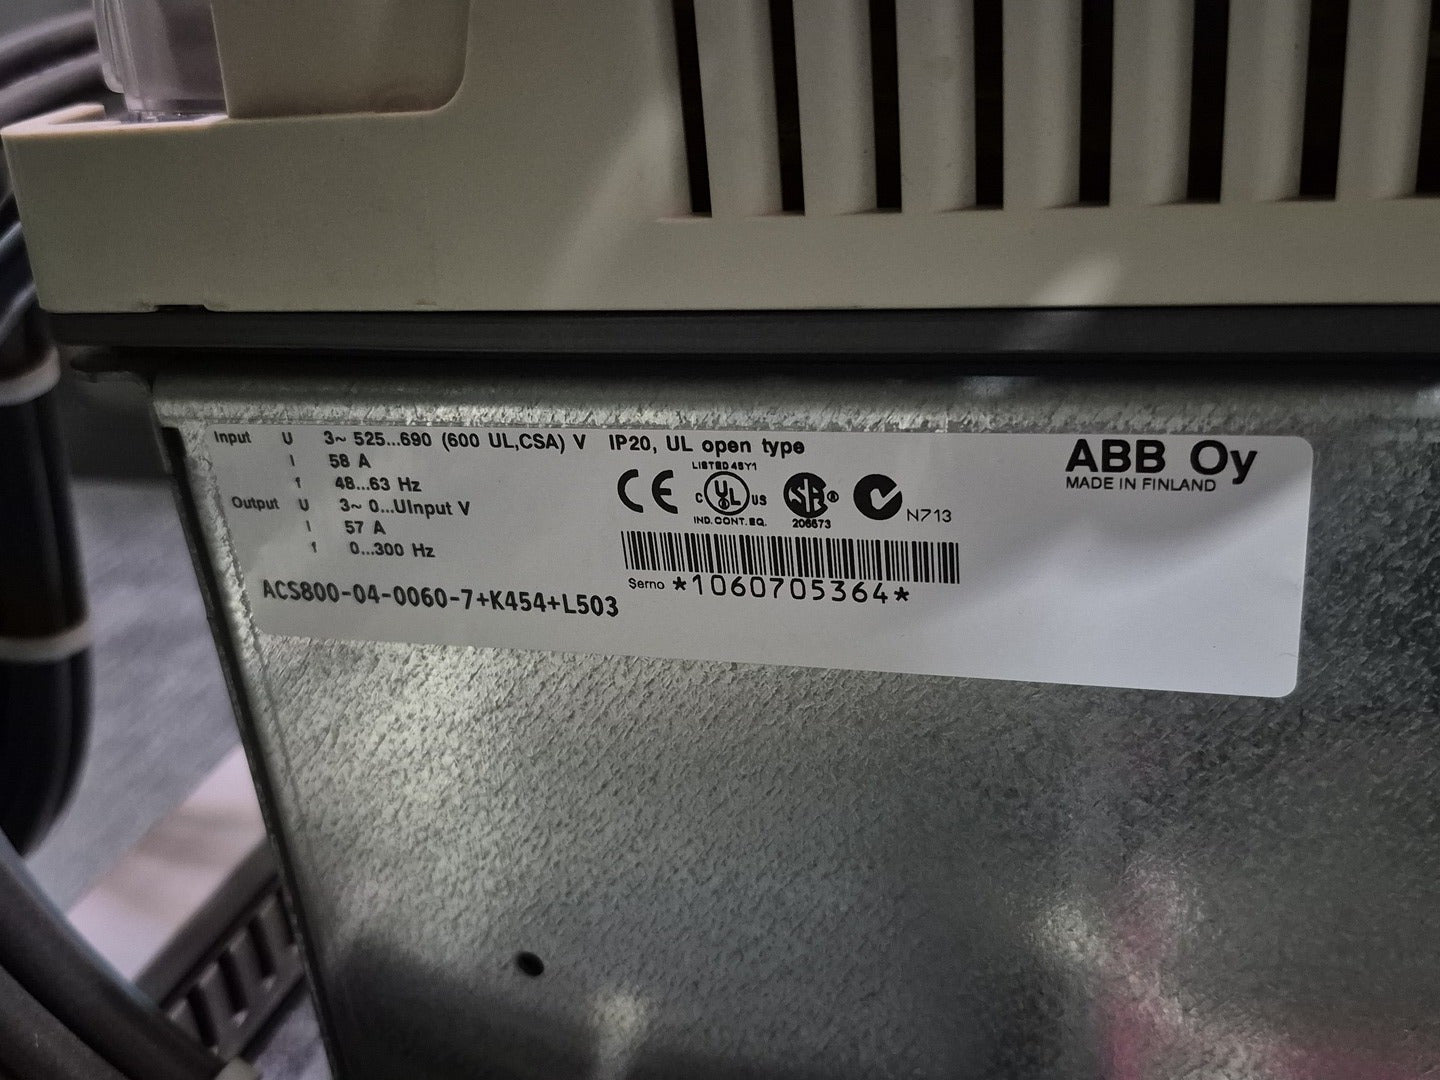 Input U 3~ 525...690 (600 UL,CSA) V IP20, UL open type
I 58 A
f 48...63 Hz
Output U 3~ 0...UInput V
I 57 A
f 0...300 Hz
ACS800-04-0060-7+K454+L503
CE
LISTED 45Y1
C UL US
IND. CONT. EQ.
SA ®
206673
N713
Serno *1060705364*
ABB Oy
MADE IN FINLAND